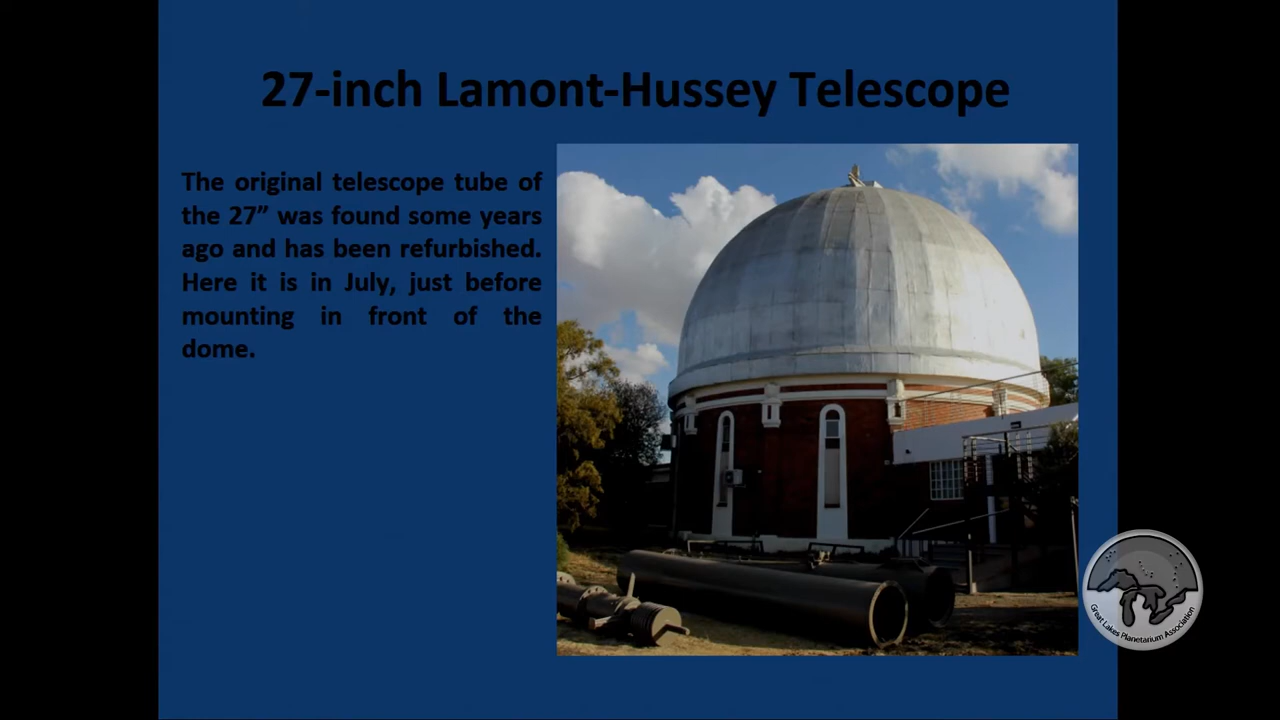 27-inch Lamont-Hussey Telescope
The original telescope tube of
the 27” was found some years
ago and has been refurbished.
Here it is in July, just before
mounting in front of the
dome.
Great Lakes Planetarium Association